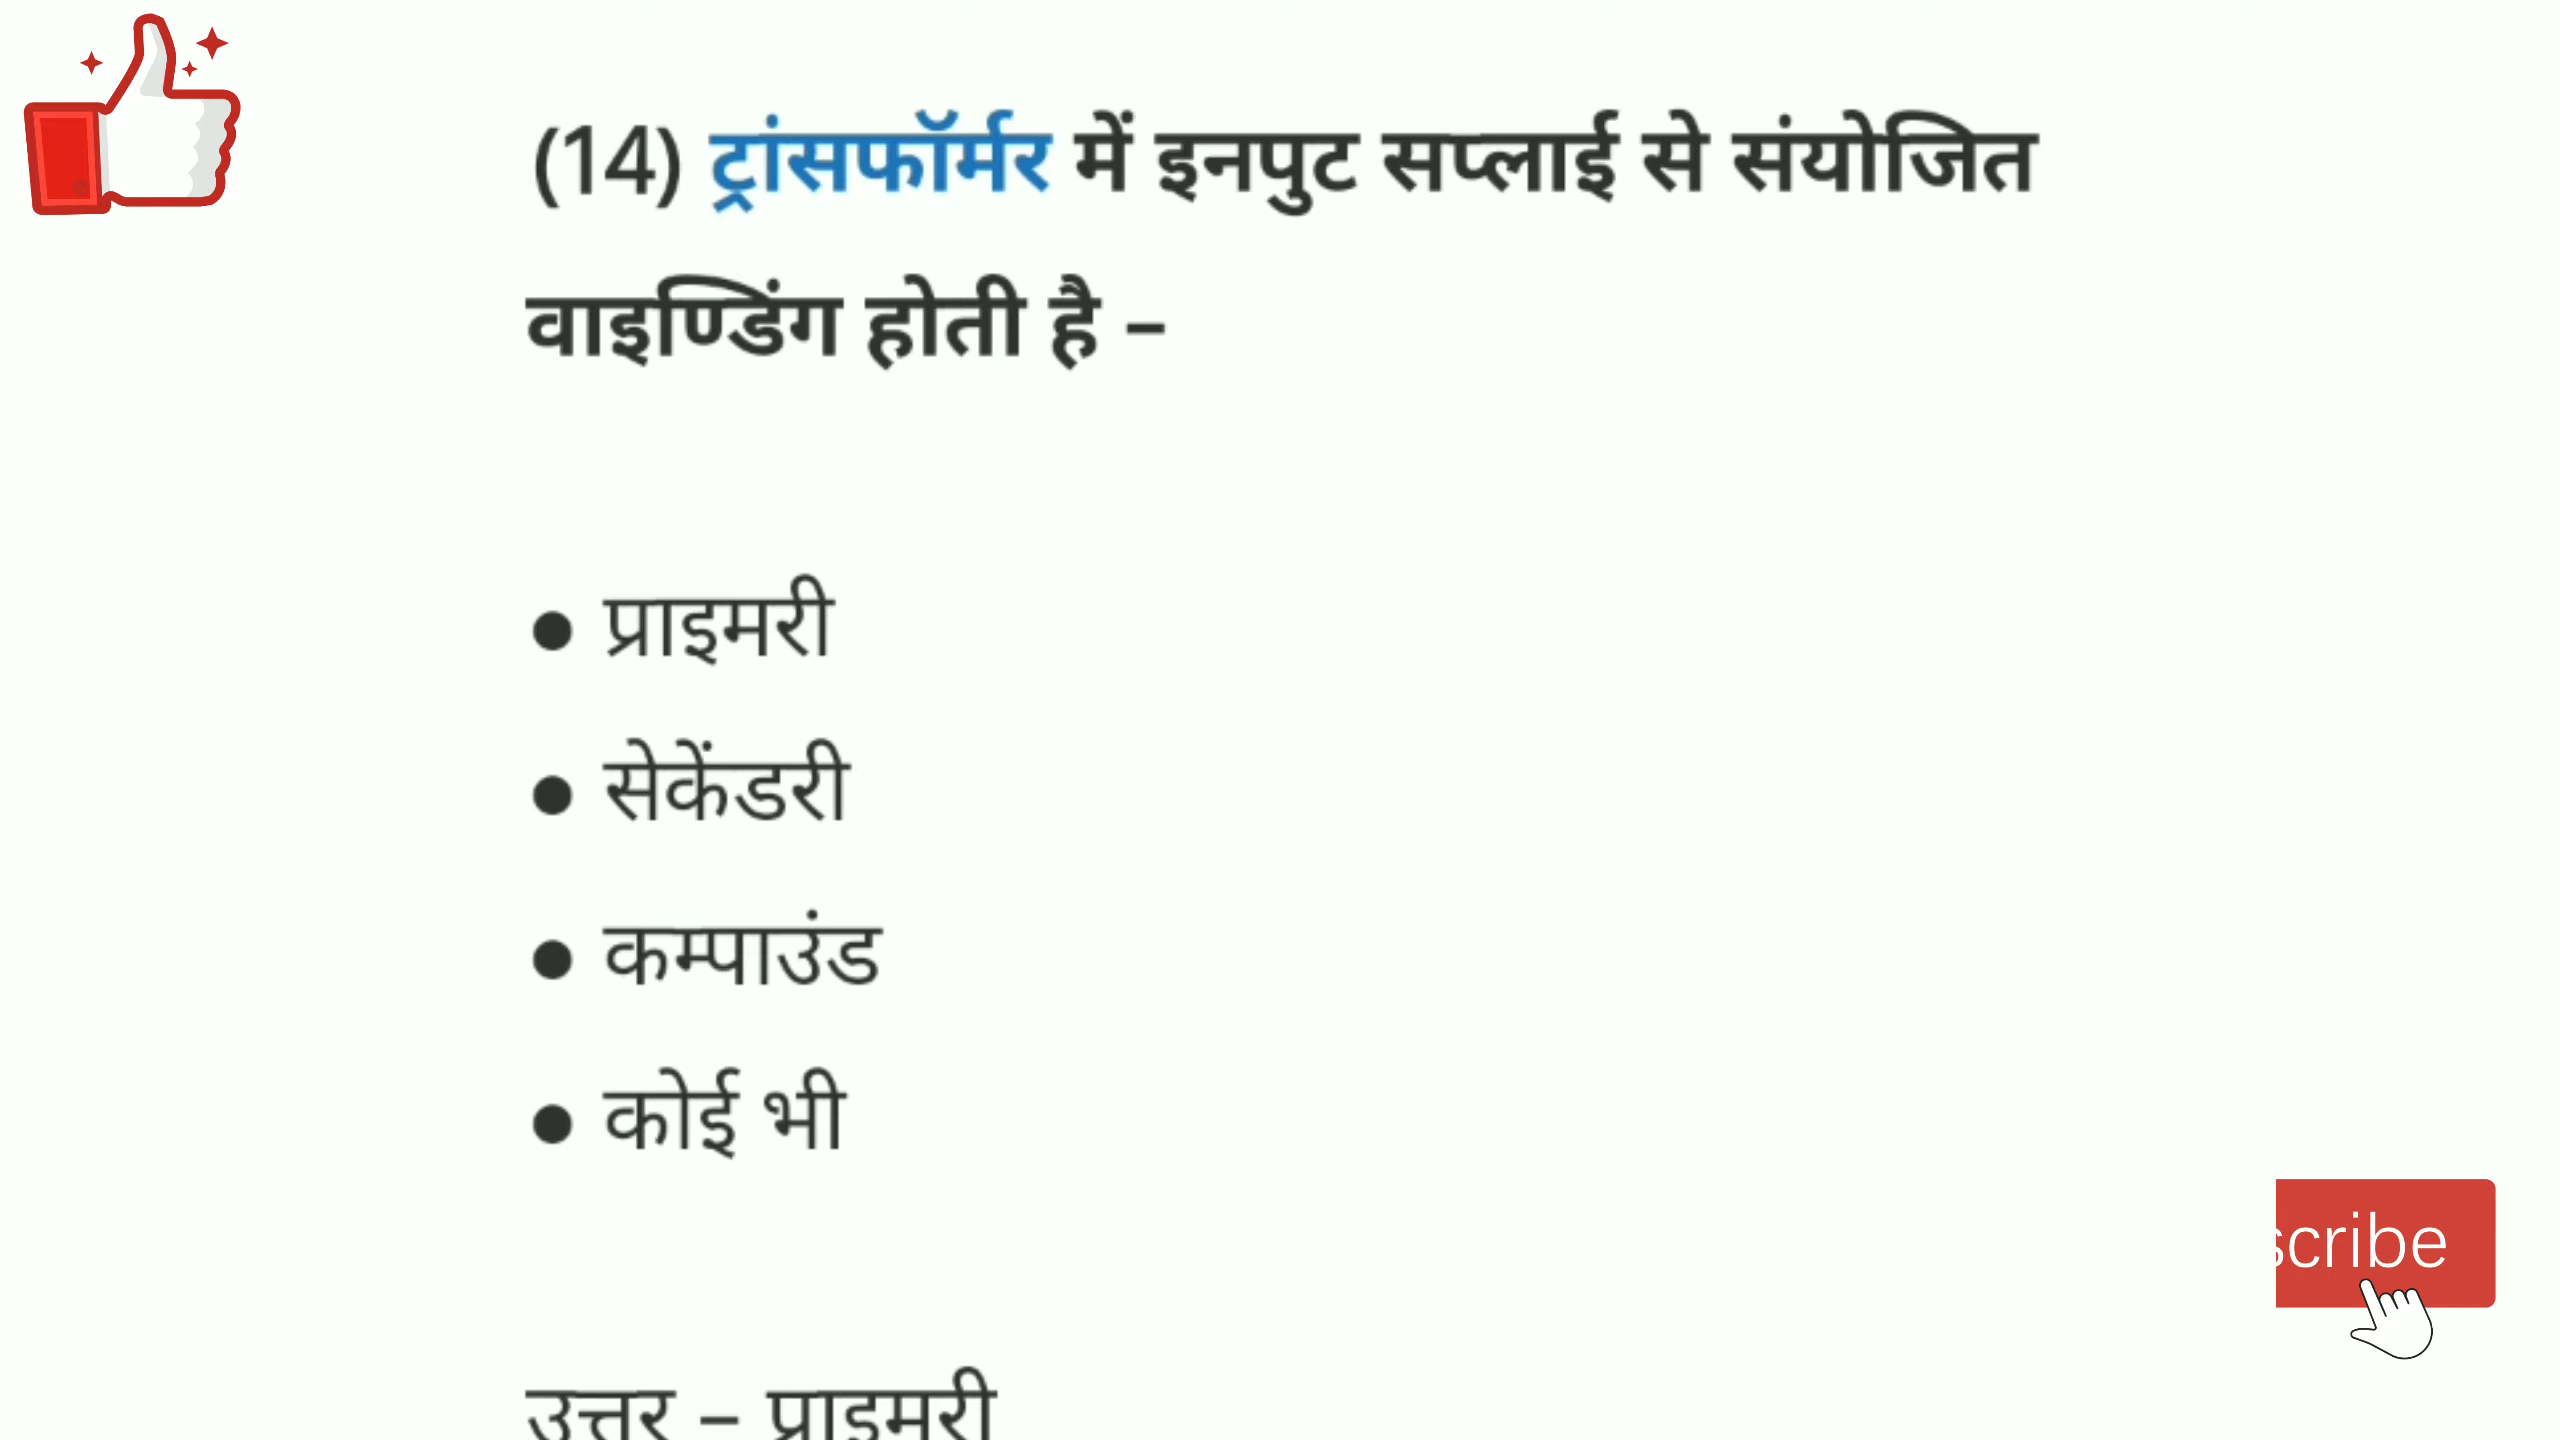 (14) ट्रांसफॉर्मर में इनपुट सप्लाई से संयोजित
वाइण्डिंग होती है –
● प्राइमरी
● सेकेंडरी
● कम्पाउंड
● कोई भी
scribe
उत्तर – प्राइमरी